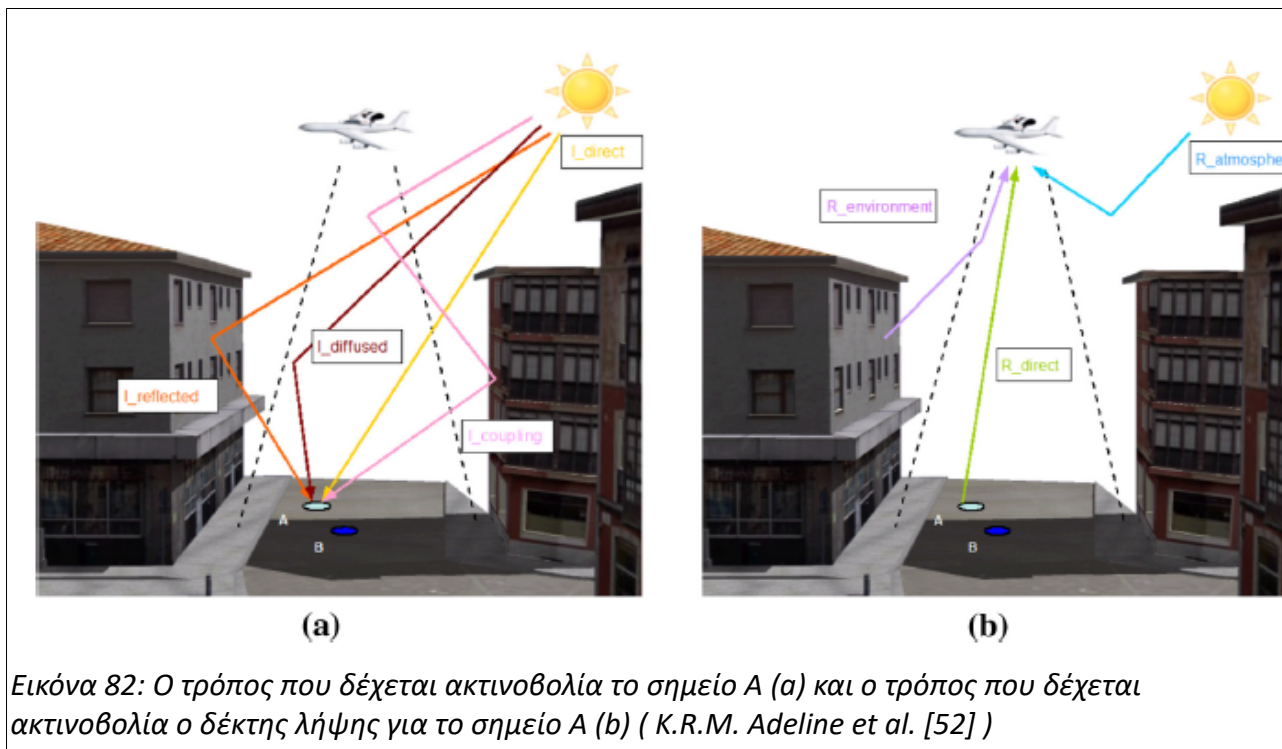 I_direct
I_diffused
I_reflected
I_coupling
A
B
(a)
R_atmosphe
R_environment
R_direct
A
B
(b)
Εικόνα 82: Ο τρόπος που δέχεται ακτινοβολία το σημείο Α (a) και ο τρόπος που δέχεται
ακτινοβολία ο δέκτης λήψης για το σημείο Α (b) ( K.R.M. Adeline et al. [52] )